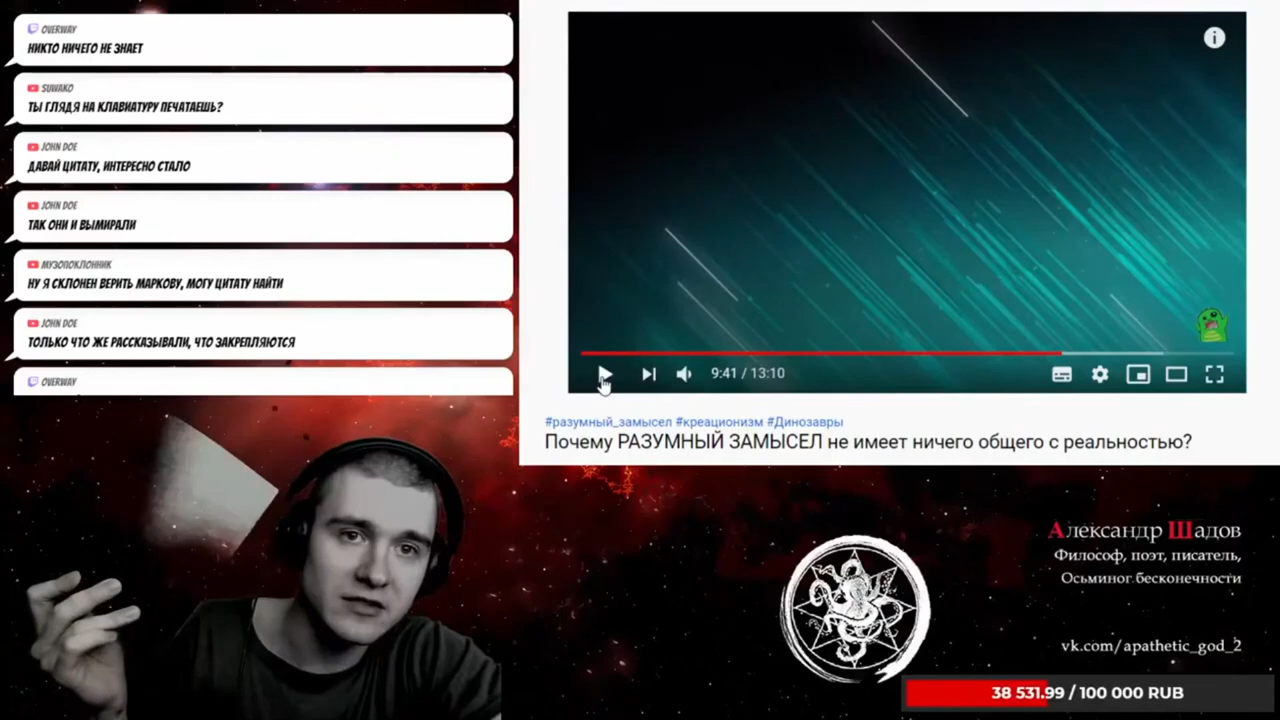 OVERWAY
НИКТО НИЧЕГО НЕ ЗНАЕТ
SUWAKO
ТЫ ГЛЯДЯ НА КЛАВИАТУРУ ПЕЧАТАЕШЬ?
JOHN DOE
ДАВАЙ ЦИТАТУ, ИНТЕРЕСНО СТАЛО
JOHN DOE
ТАК ОНИ И ВЫМИРАЛИ
МУЗОПОКЛОННИК
НУ Я СКЛОНЕН ВЕРИТЬ МАРКОВУ, МОГУ ЦИТАТУ НАЙТИ
JOHN DOE
ТОЛЬКО ЧТО ЖЕ РАССКАЗЫВАЛИ, ЧТО ЗАКРЕПЛЯЮТСЯ
OVERWAY
9:41 / 13:10
#разумный_замысел #креационизм #Динозавры
Почему РАЗУМНЫЙ ЗАМЫСЕЛ не имеет ничего общего с реальностью?
Александр Шадов
Философ, поэт, писатель,
Осьминог бесконечности
vk.com/apathetic_god_2
38 531.99 / 100 000 RUB